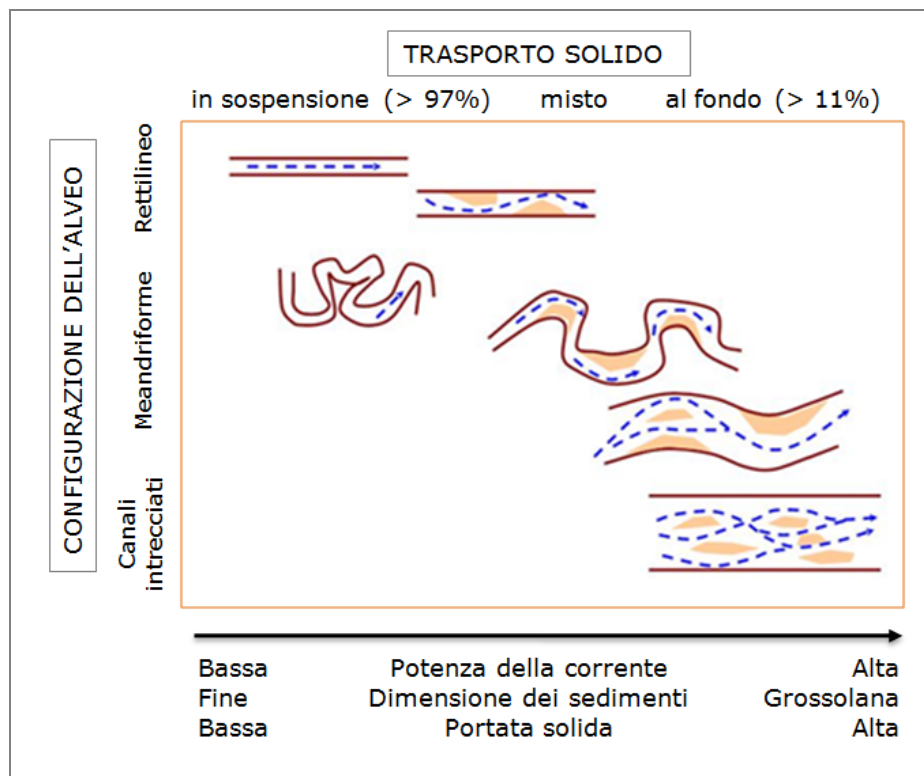 TRASPORTO SOLIDO
in sospensione (> 97%) misto al fondo (> 11%)
CONFIGURAZIONE DELL'ALVEO
Rettilineo
Meandriforme
Canali
intrecciati
Bassa Potenza della corrente Alta
Fine Dimensione dei sedimenti Grossolana
Bassa Portata solida Alta